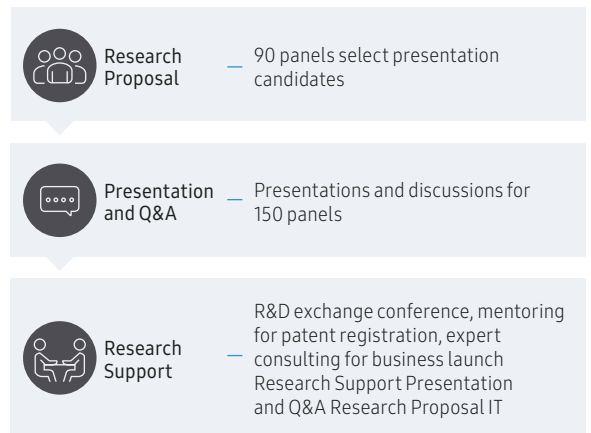 Research
Proposal
— 90 panels select presentation
candidates
Presentation
and Q&A
— Presentations and discussions for
150 panels
Research
Support
— R&D exchange conference, mentoring
for patent registration, expert
consulting for business launch
Research Support Presentation
and Q&A Research Proposal IT